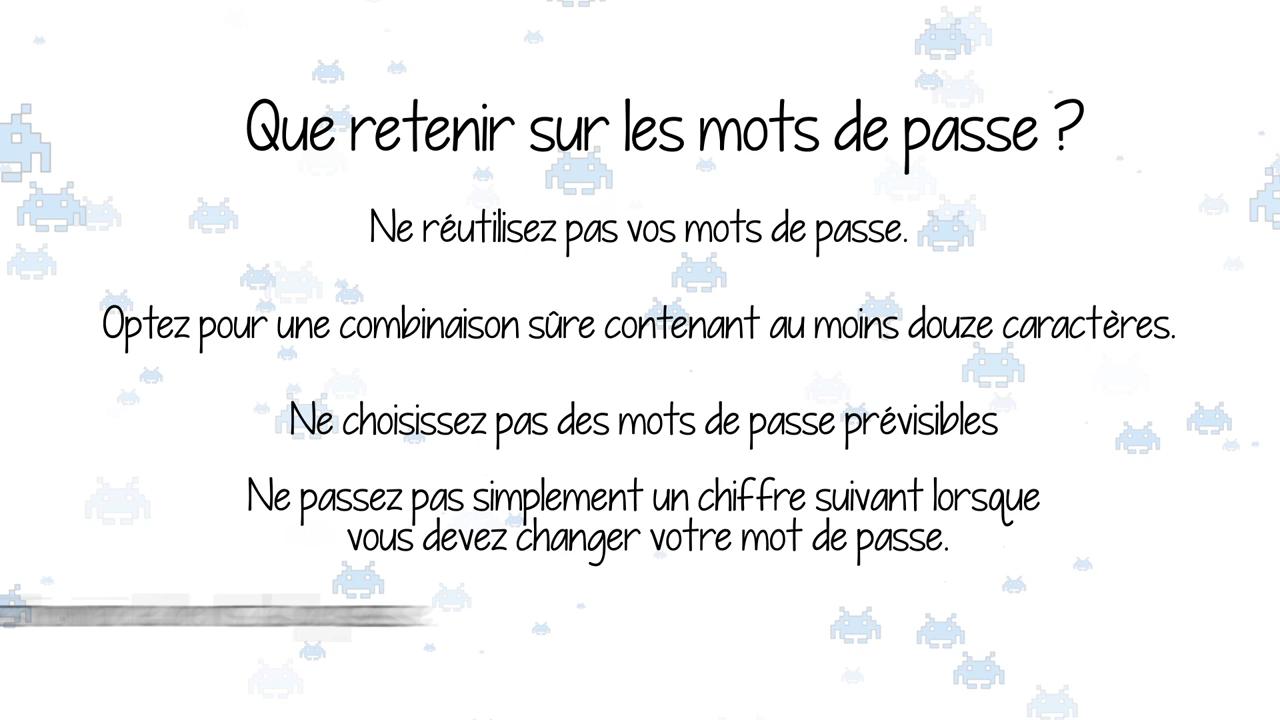 Que retenir sur les mots de passe ?
Ne réutilisez pas vos mots de passe.
Optez pour une combinaison sûre contenant au moins douze caractères.
Ne choisissez pas des mots de passe prévisibles
Ne passez pas simplement un chiffre suivant lorsque
vous devez changer votre mot de passe.